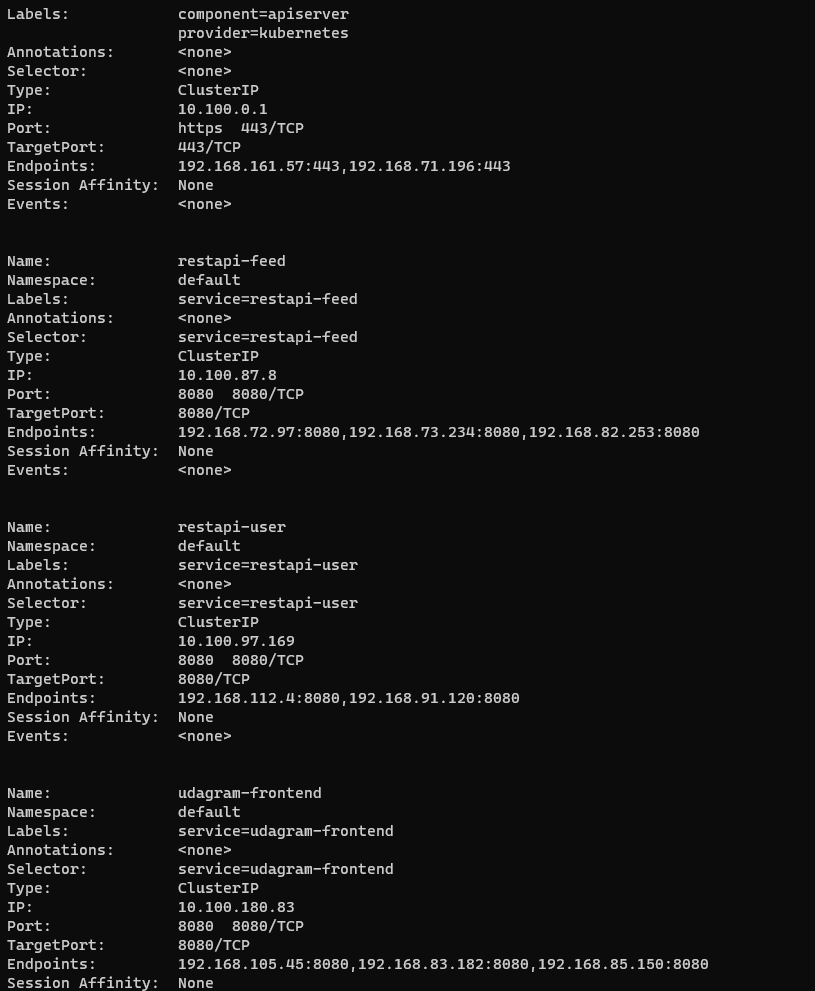 Labels:            component=apiserver
                   provider=kubernetes
Annotations:       <none>
Selector:          <none>
Type:              ClusterIP
IP:                10.100.0.1
Port:              https  443/TCP
TargetPort:        443/TCP
Endpoints:         192.168.161.57:443,192.168.71.196:443
Session Affinity:  None
Events:            <none>

Name:              restapi-feed
Namespace:         default
Labels:            service=restapi-feed
Annotations:       <none>
Selector:          service=restapi-feed
Type:              ClusterIP
IP:                10.100.87.8
Port:              8080  8080/TCP
TargetPort:        8080/TCP
Endpoints:         192.168.72.97:8080,192.168.73.234:8080,192.168.82.253:8080
Session Affinity:  None
Events:            <none>

Name:              restapi-user
Namespace:         default
Labels:            service=restapi-user
Annotations:       <none>
Selector:          service=restapi-user
Type:              ClusterIP
IP:                10.100.97.169
Port:              8080  8080/TCP
TargetPort:        8080/TCP
Endpoints:         192.168.112.4:8080,192.168.91.120:8080
Session Affinity:  None
Events:            <none>

Name:              udagram-frontend
Namespace:         default
Labels:            service=udagram-frontend
Annotations:       <none>
Selector:          service=udagram-frontend
Type:              ClusterIP
IP:                10.100.180.83
Port:              8080  8080/TCP
TargetPort:        8080/TCP
Endpoints:         192.168.105.45:8080,192.168.83.182:8080,192.168.85.150:8080
Session Affinity:  None